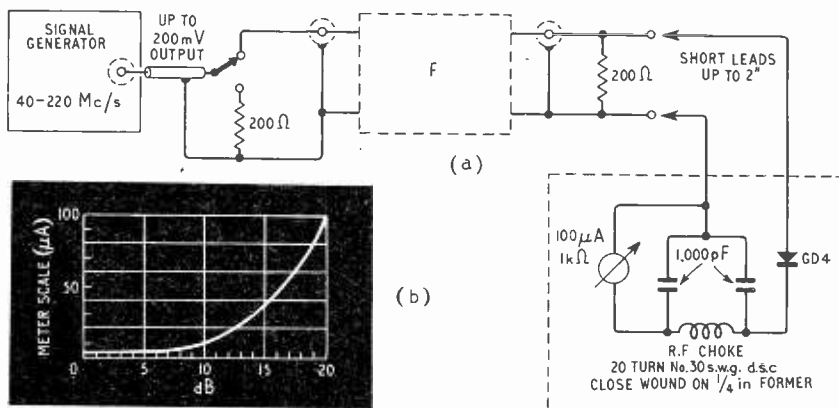 SIGNAL
GENERATOR
40-220 Mc/s
UP TO
200mV
OUTPUT
200Ω
F
200Ω
SHORT LEADS
UP TO 2"
(a)
METER SCALE (μA)
100
50
0
5
10
15
20
dB
(b)
100μA
1kΩ
1,000pF
GD4
R.F CHOKE
20 TURN No.30 s.w.g. d.s.c
CLOSE WOUND ON 1/4 in FORMER